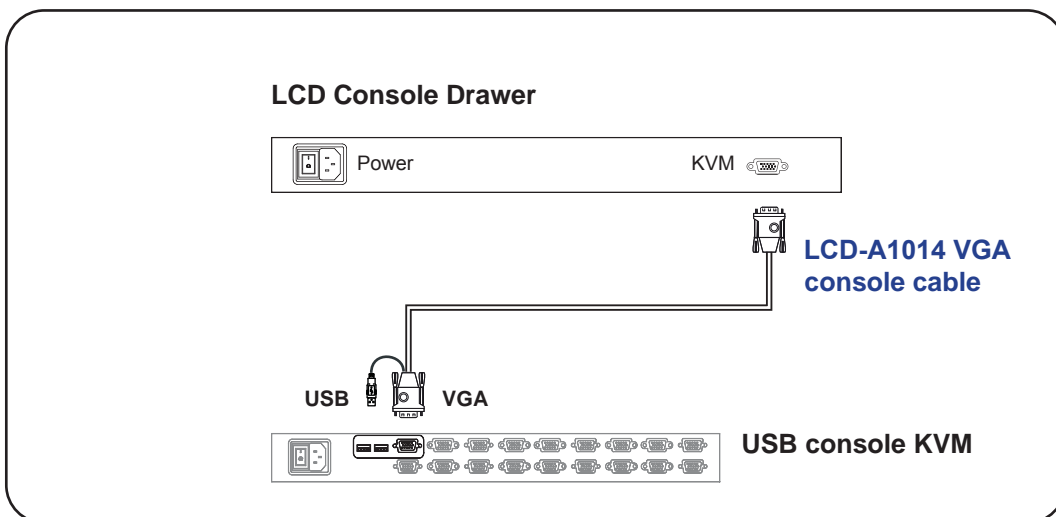 LCD Console Drawer
Power
KVM
LCD-A1014 VGA
console cable
USB
VGA
USB console KVM